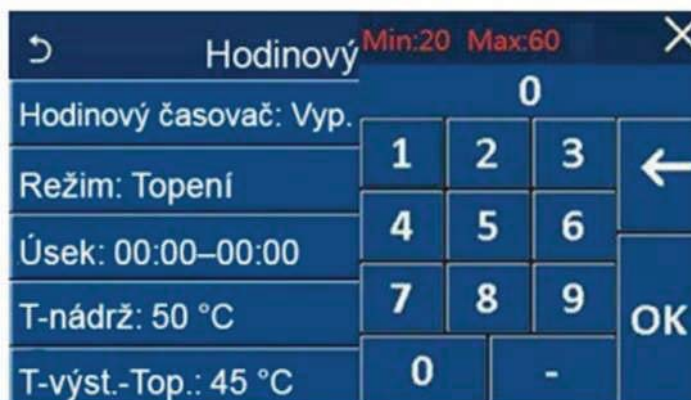 Hodinový
Min:20 Max:60
0
Hodinový časovač: Vyp.
Režim: Topení
Úsek: 00:00–00:00
T-nádrž: 50 °C
T-výst.-Top.: 45 °C
1 2 3 ←
4 5 6
7 8 9 OK
0 -